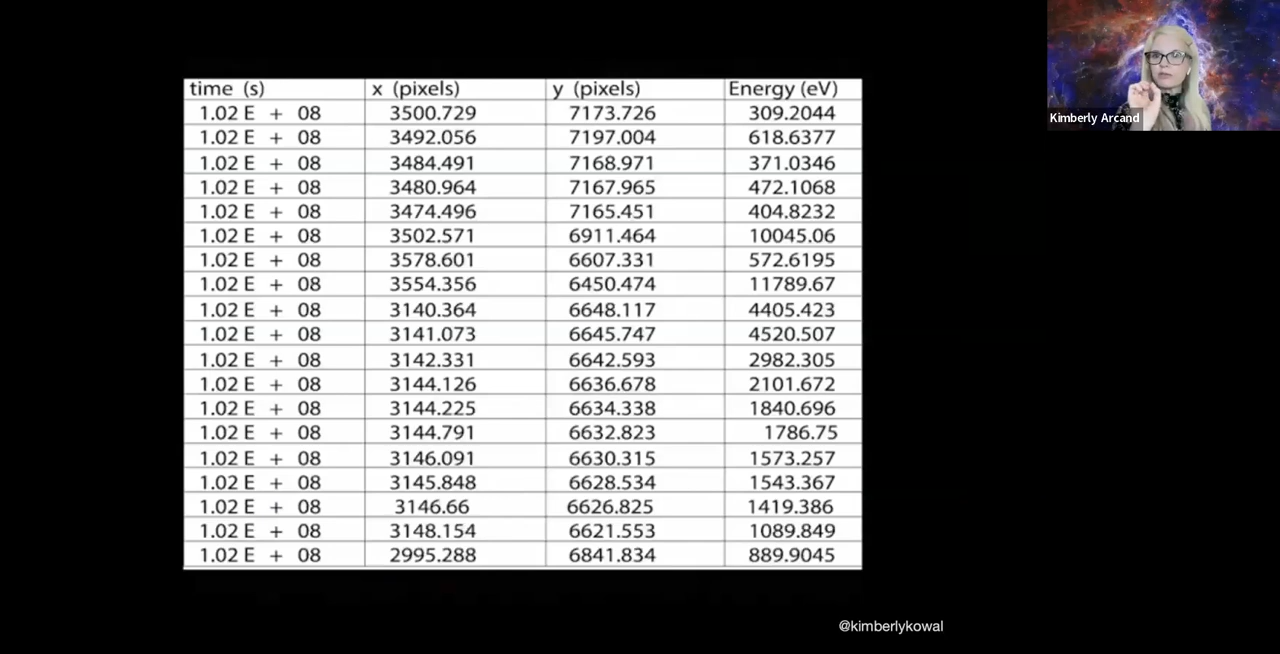 Kimberly Arcand
time (s) x (pixels) y (pixels) Energy (eV)
1.02 E + 08 3500.729 7173.726 309.2044
1.02 E + 08 3492.056 7197.004 618.6377
1.02 E + 08 3484.491 7168.971 371.0346
1.02 E + 08 3480.964 7167.965 472.1068
1.02 E + 08 3474.496 7165.451 404.8232
1.02 E + 08 3502.571 6911.464 10045.06
1.02 E + 08 3578.601 6607.331 572.6195
1.02 E + 08 3554.356 6450.474 11789.67
1.02 E + 08 3140.364 6648.117 4405.423
1.02 E + 08 3141.073 6645.747 4520.507
1.02 E + 08 3142.331 6642.593 2982.305
1.02 E + 08 3144.126 6636.678 2101.672
1.02 E + 08 3144.225 6634.338 1840.696
1.02 E + 08 3144.791 6632.823 1786.75
1.02 E + 08 3146.091 6630.315 1573.257
1.02 E + 08 3145.848 6628.534 1543.367
1.02 E + 08 3146.66 6626.825 1419.386
1.02 E + 08 3148.154 6621.553 1089.849
1.02 E + 08 2995.288 6841.834 889.9045
@kimberlykowal